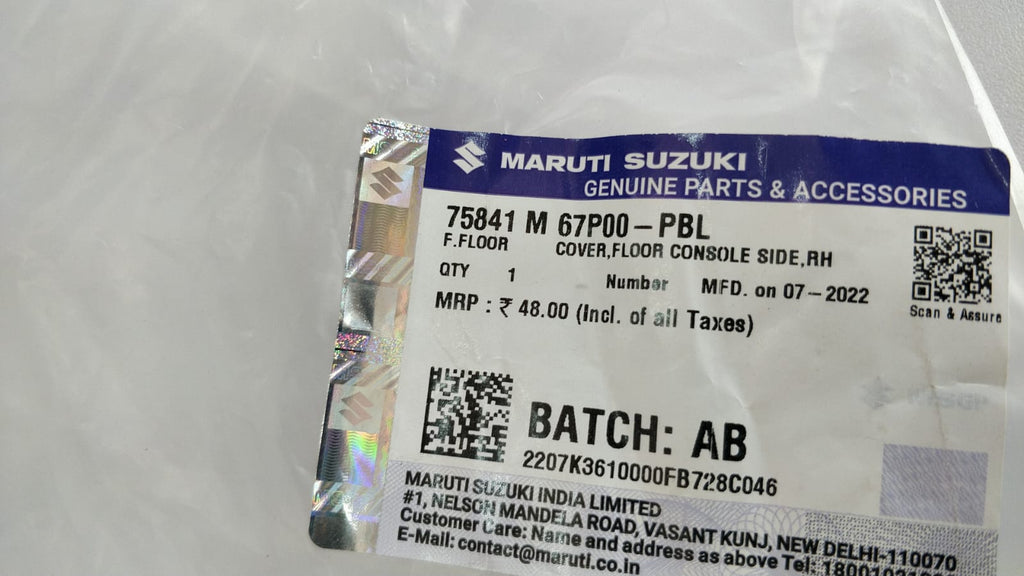 MARUTI SUZUKI
GENUINE PARTS & ACCESSORIES
75841 M 67P00-PBL
F.FLOOR COVER,FLOOR CONSOLE SIDE,RH
QTY 1 Number MFD. on 07-2022
MRP : ₹ 48.00 (Incl. of all Taxes)
Scan & Assure
BATCH: AB
2207K3610000FB728C046
MARUTI SUZUKI INDIA LIMITED
#1, NELSON MANDELA ROAD, VASANT KUNJ, NEW DELHI-110070
Customer Care: Name and address as above Tel:
E-Mail: contact@maruti.co.in